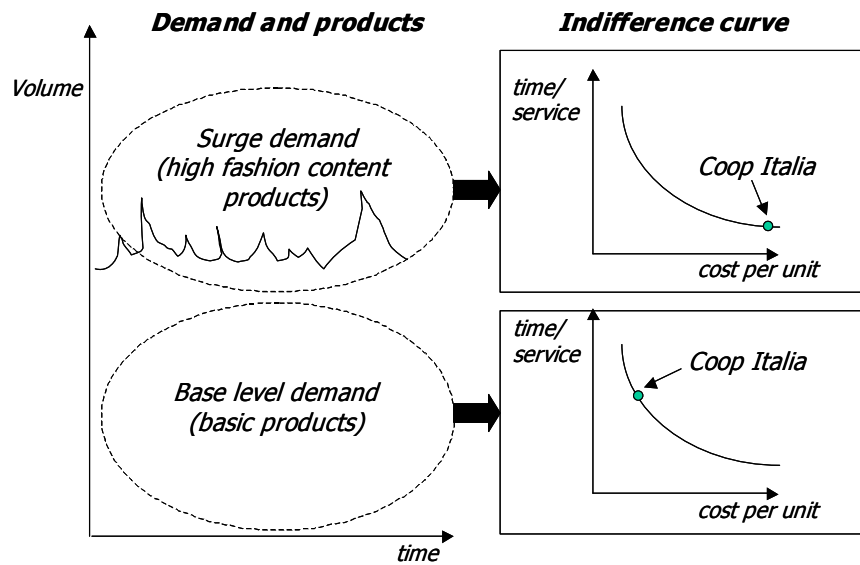 Demand and products
Indifference curve
Volume
Surge demand
(high fashion content
products)
time/
service
Coop Italia
cost per unit
Base level demand
(basic products)
time/
service
Coop Italia
cost per unit
time